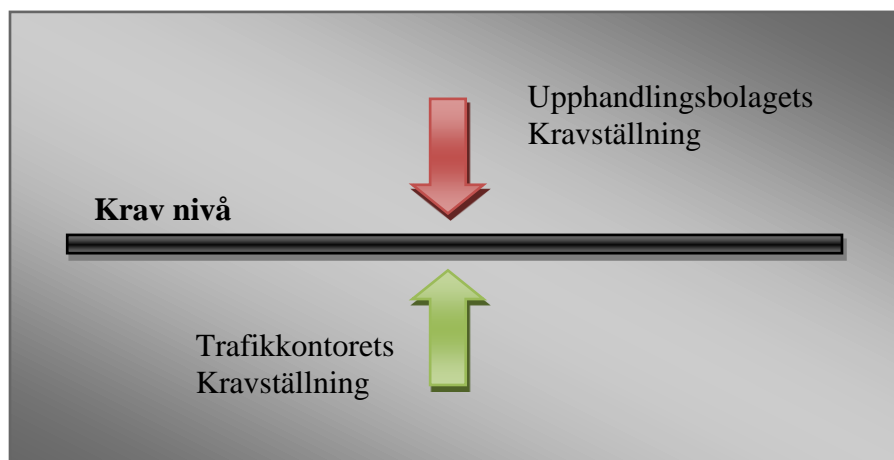 Upphandlingsbolagets
Kravställning
Krav nivå
Trafikkontorets
Kravställning